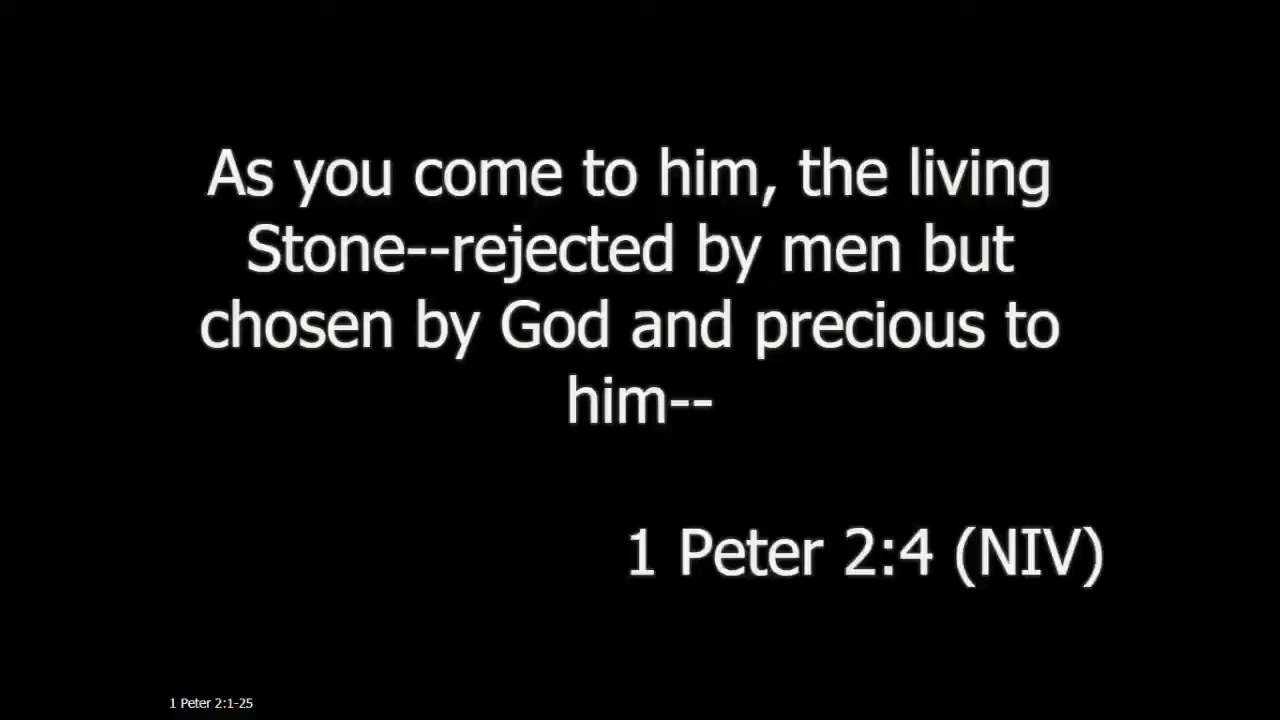 As you come to him, the living
Stone--rejected by men but
chosen by God and precious to
him--
1 Peter 2:4 (NIV)
1 Peter 2:1-25